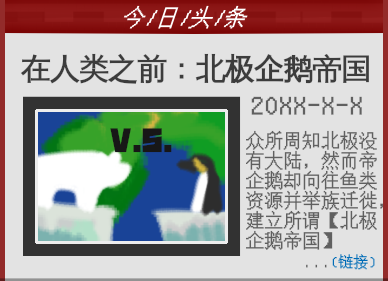 今/日/头/条
在人类之前：北极企鹅帝国
20XX-X-X
V.S.
众所周知北极没
有大陆，然而帝
企鹅却向往鱼类
资源并举族迁徙，
建立所谓【北极
企鹅帝国】
...(链接)